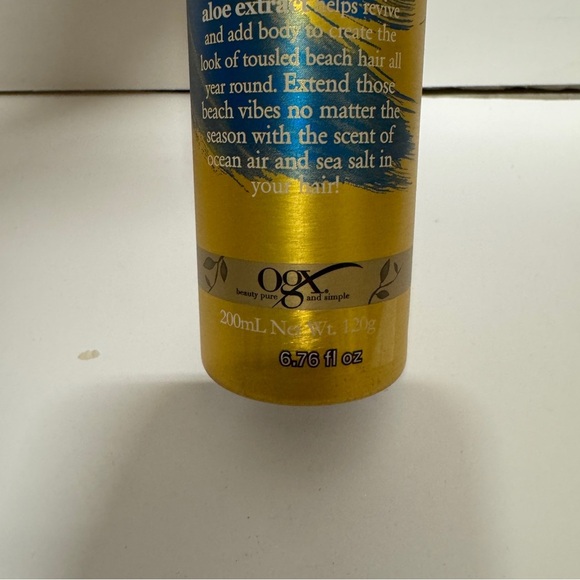 aloe extract helps revive
and add body to create the
look of tousled beach hair all
year round. Extend those
beach vibes no matter the
season with the scent of
ocean air and sea salt in
your hair!
ogx®
beauty pure and simple
200mL Net Wt. 120g
6.76 fl oz